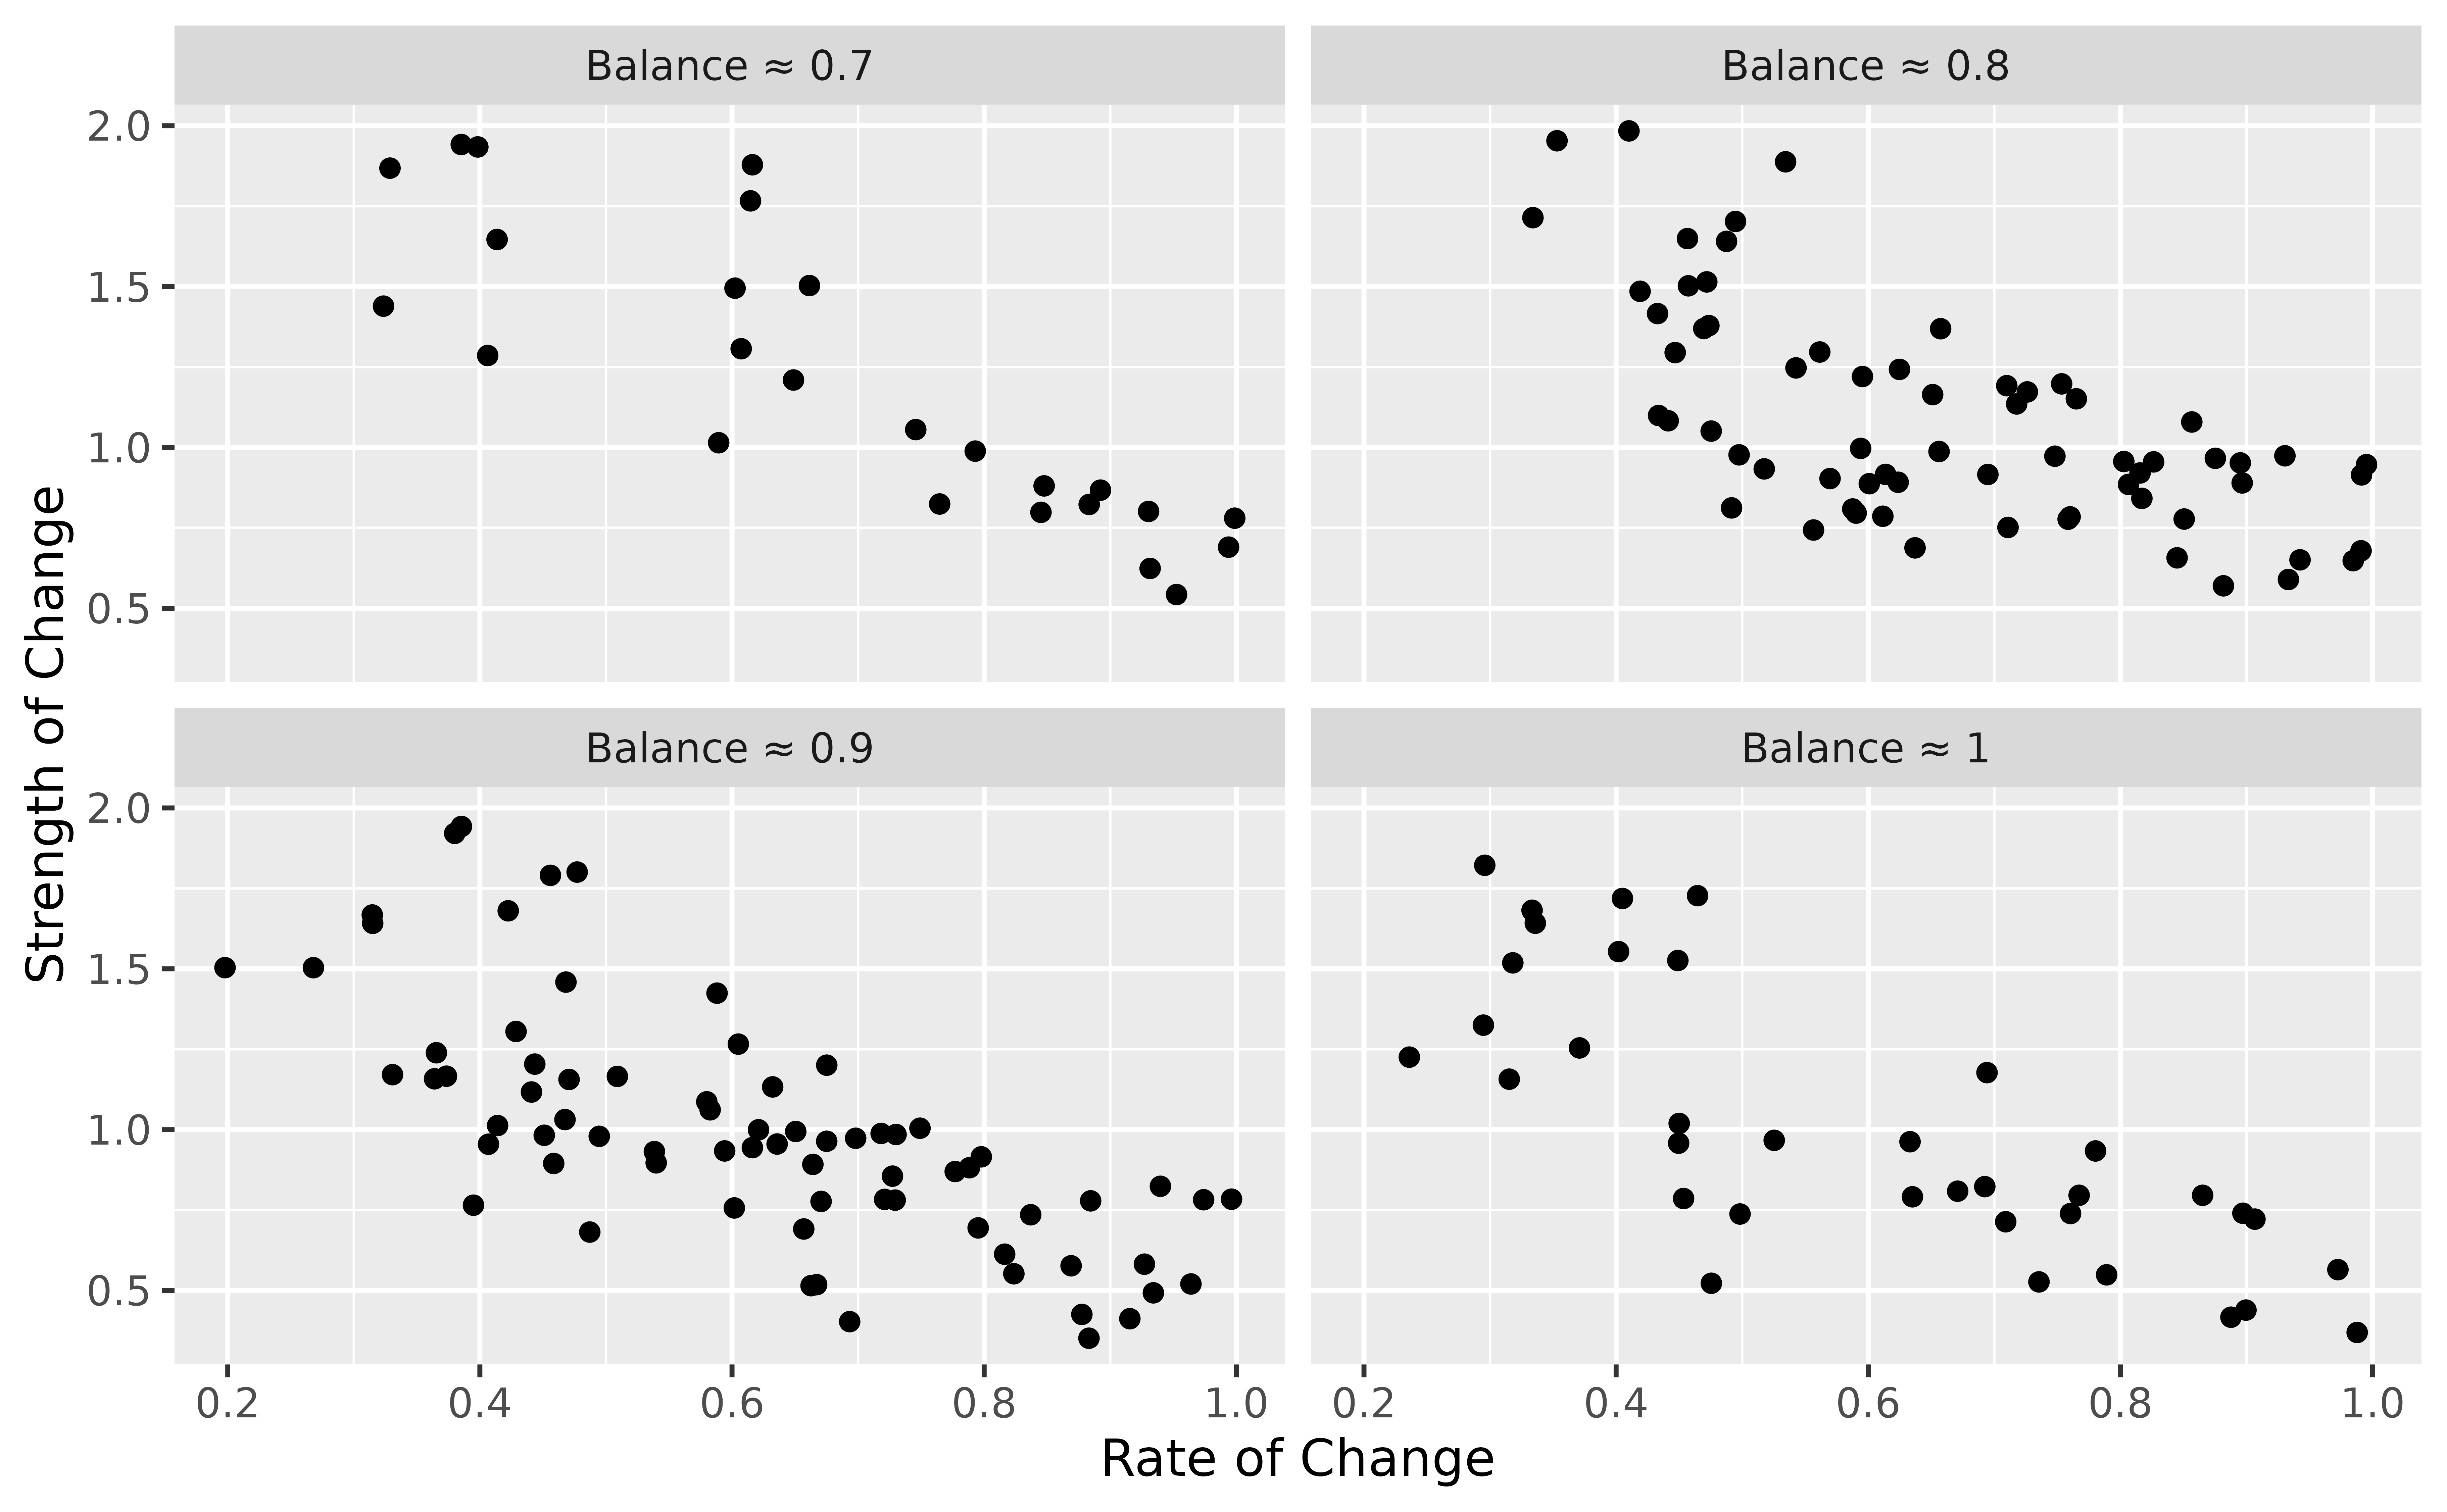 Balance ≈ 0.7
Balance ≈ 0.8
2.0
1.5
1.0
0.5
Balance ≈ 0.9
Balance ≈ 1
2.0
1.5
1.0
0.5
Strength of Change
0.2 0.4 0.6 0.8 1.0 0.2 0.4 0.6 0.8 1.0
Rate of Change